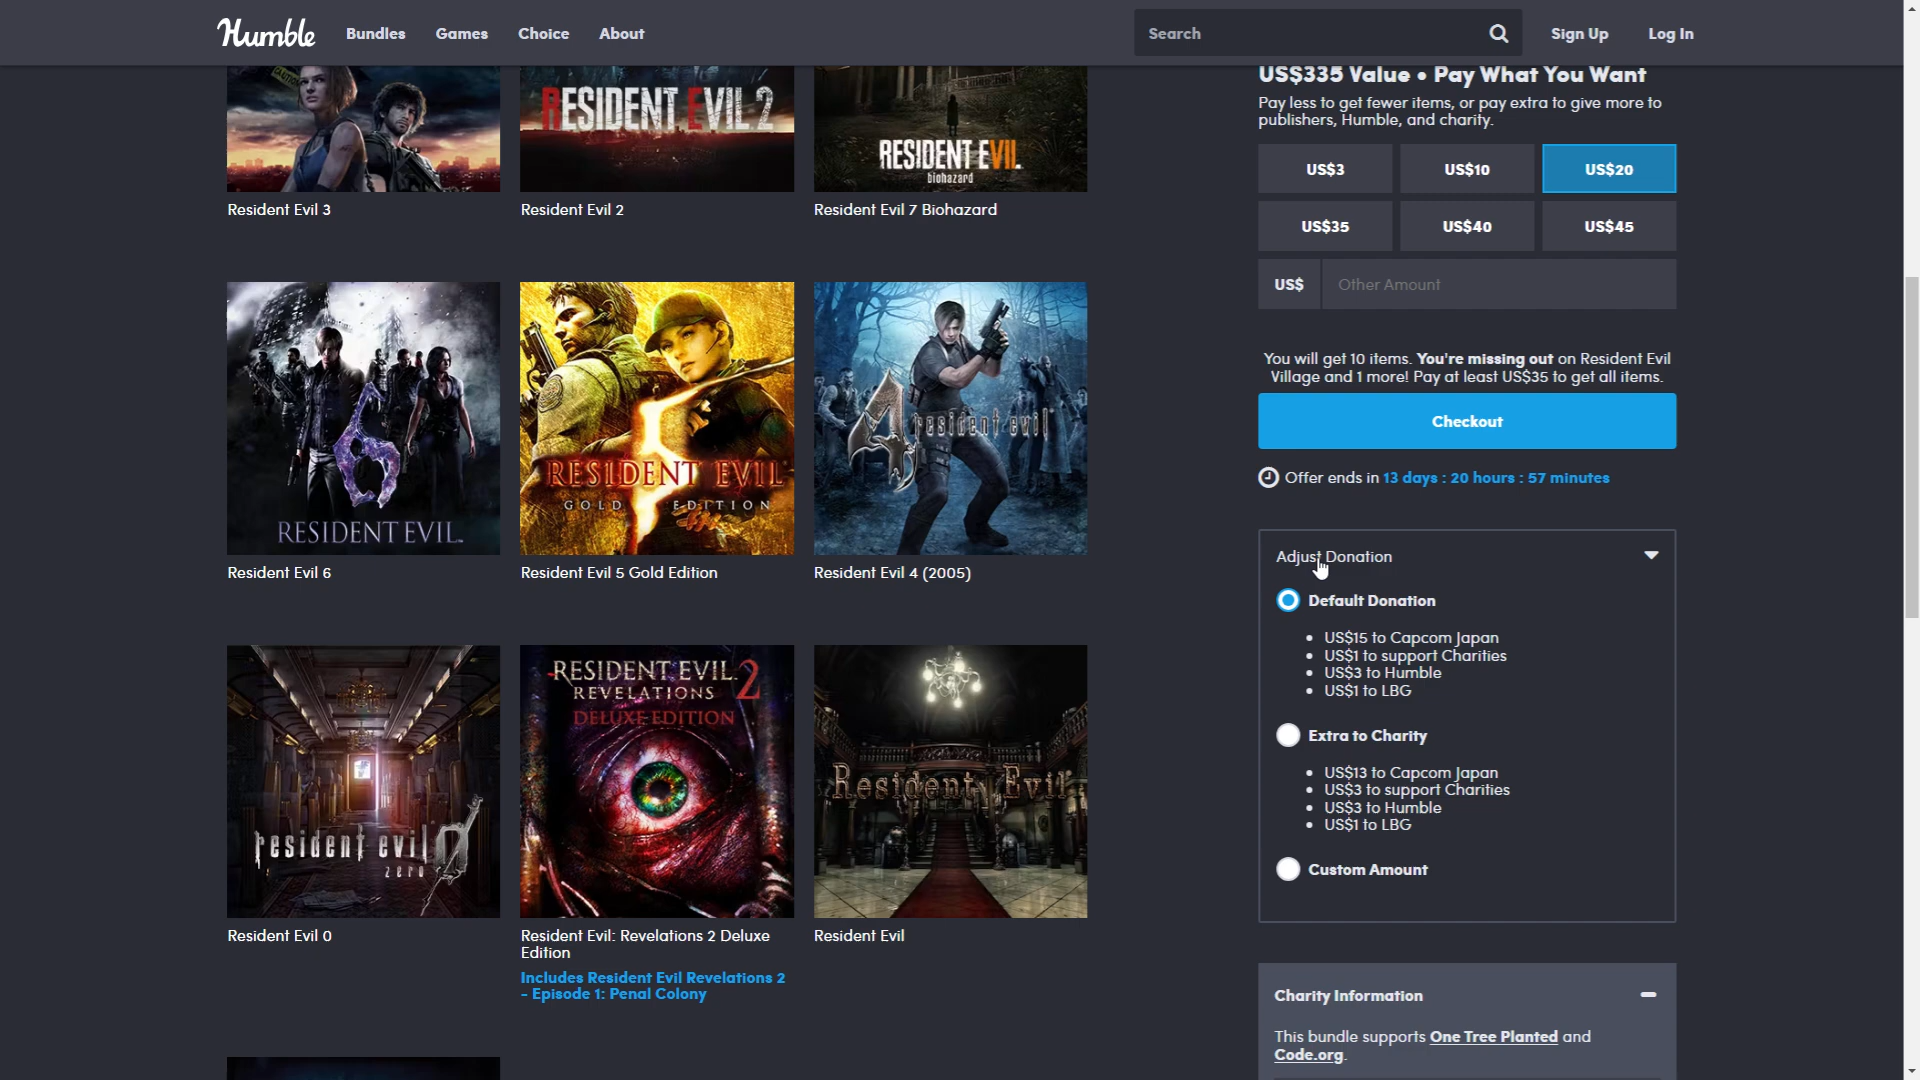 Humble
Bundles
Games
Choice
About
Search
Sign Up
Log In
RESIDENT EVIL 2
RESIDENT EVII.
biohazard
Resident Evil 3
Resident Evil 2
Resident Evil 7 Biohazard
6
RESIDENT EVIL.
5
RESIDENT EVIL
GOLD EDITION
4
resident evil
Resident Evil 6
Resident Evil 5 Gold Edition
Resident Evil 4 (2005)
resident evil 0
zero
RESIDENT EVIL
REVELATIONS 2
DELUXE EDITION
Resident Evil
Resident Evil 0
Resident Evil: Revelations 2 Deluxe
Edition
Includes Resident Evil Revelations 2
- Episode 1: Penal Colony
Resident Evil
US$335 Value • Pay What You Want
Pay less to get fewer items, or pay extra to give more to
publishers, Humble, and charity.
US$3
US$10
US$20
US$35
US$40
US$45
US$
Other Amount
You will get 10 items. You're missing out on Resident Evil
Village and 1 more! Pay at least US$35 to get all items.
Checkout
Offer ends in 13 days : 20 hours : 57 minutes
Adjust Donation
Default Donation
• US$15 to Capcom Japan
• US$1 to support Charities
• US$3 to Humble
• US$1 to LBG
Extra to Charity
• US$13 to Capcom Japan
• US$3 to support Charities
• US$3 to Humble
• US$1 to LBG
Custom Amount
Charity Information
This bundle supports One Tree Planted and
Code.org.